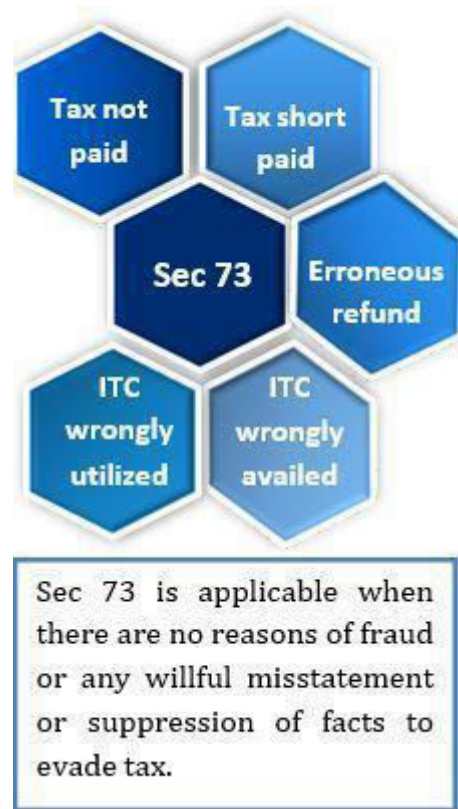 Tax not
paid
Tax short
paid
Sec 73
Erroneous
refund
ITC
wrongly
utilized
ITC
wrongly
availed
Sec 73 is applicable when
there are no reasons of fraud
or any willful misstatement
or suppression of facts to
evade tax.